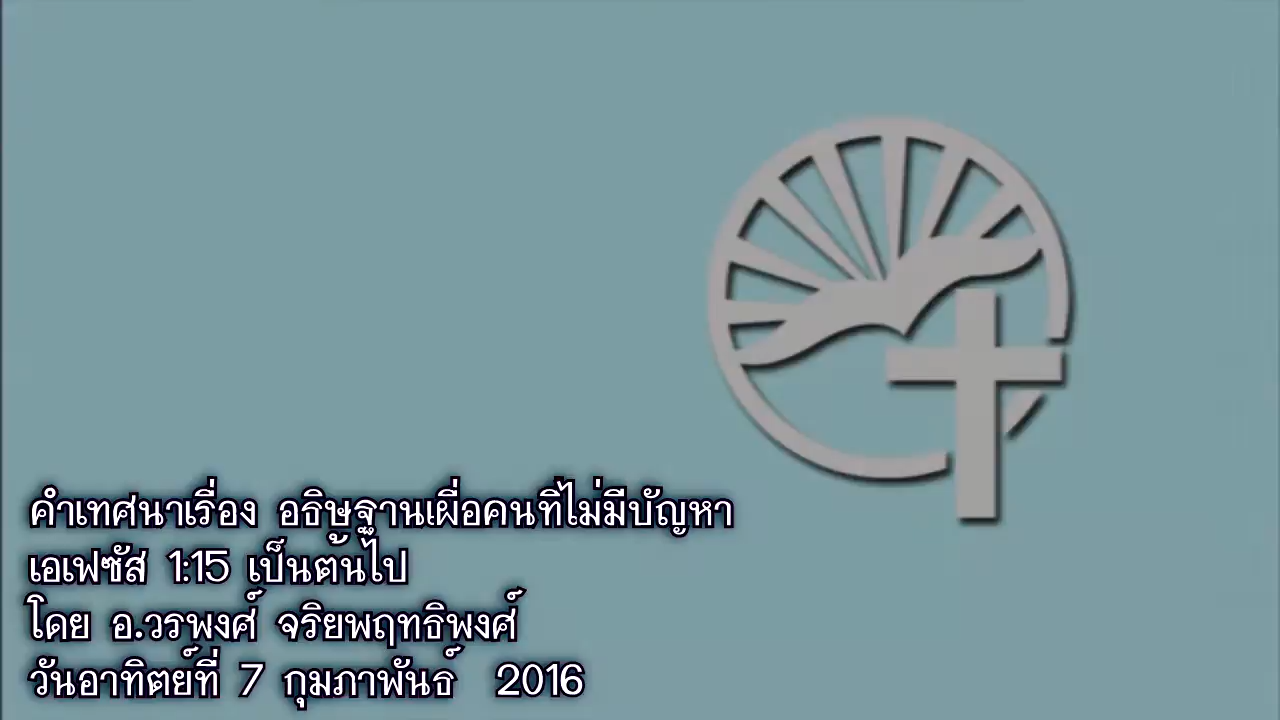 คำเทศนาเรื่อง อธิษฐานเผื่อคนที่ไม่มีปัญหา
เอเฟซัส 1:15 เป็นต้นไป
โดย อ.วรพงศ์ จริยพฤทธิพงศ์
วันอาทิตย์ที่ 7 กุมภาพันธ์ 2016